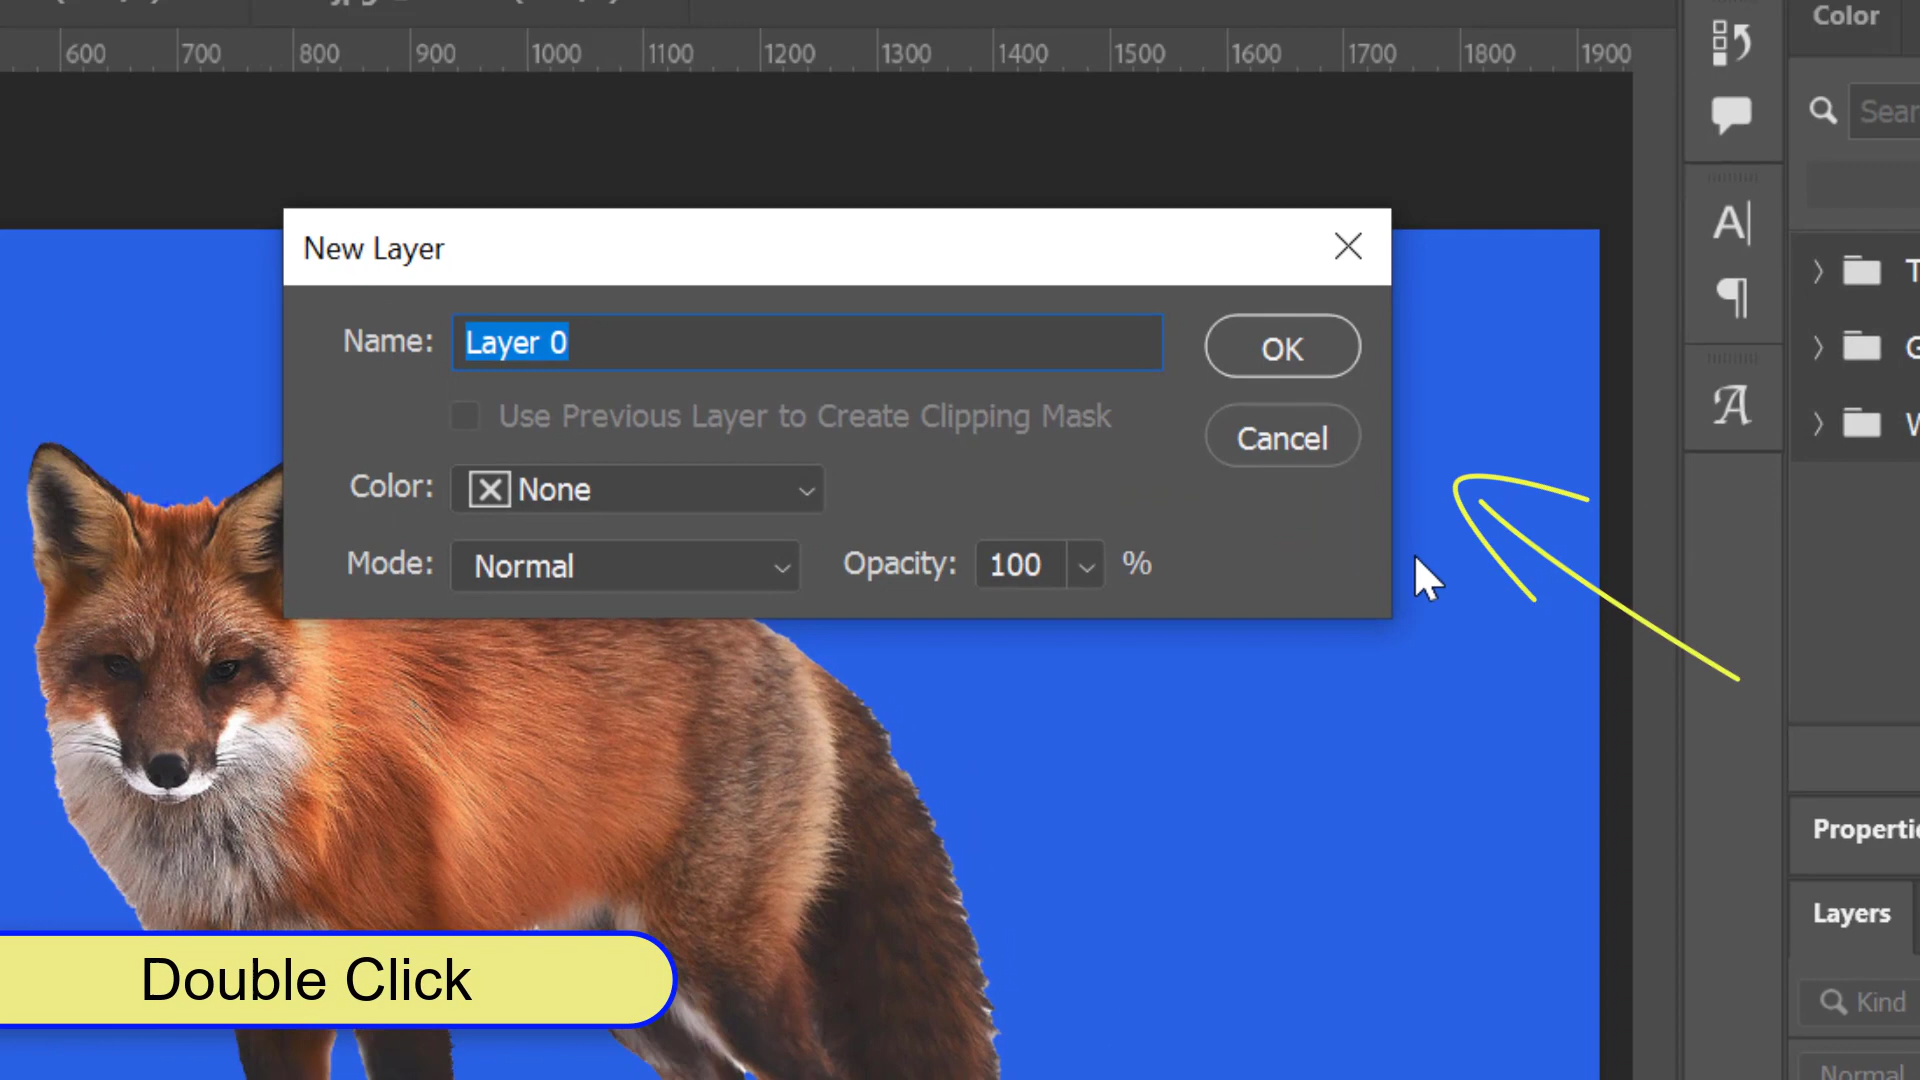 600 700 800 900 1000 1100 1200 1300 1400 1500 1600 1700 1800 1900
Color
New Layer
Name: Layer 0
OK
Use Previous Layer to Create Clipping Mask
Cancel
Color: None
Mode: Normal Opacity: 100 %
Layers
Kind
Normal
Double Click